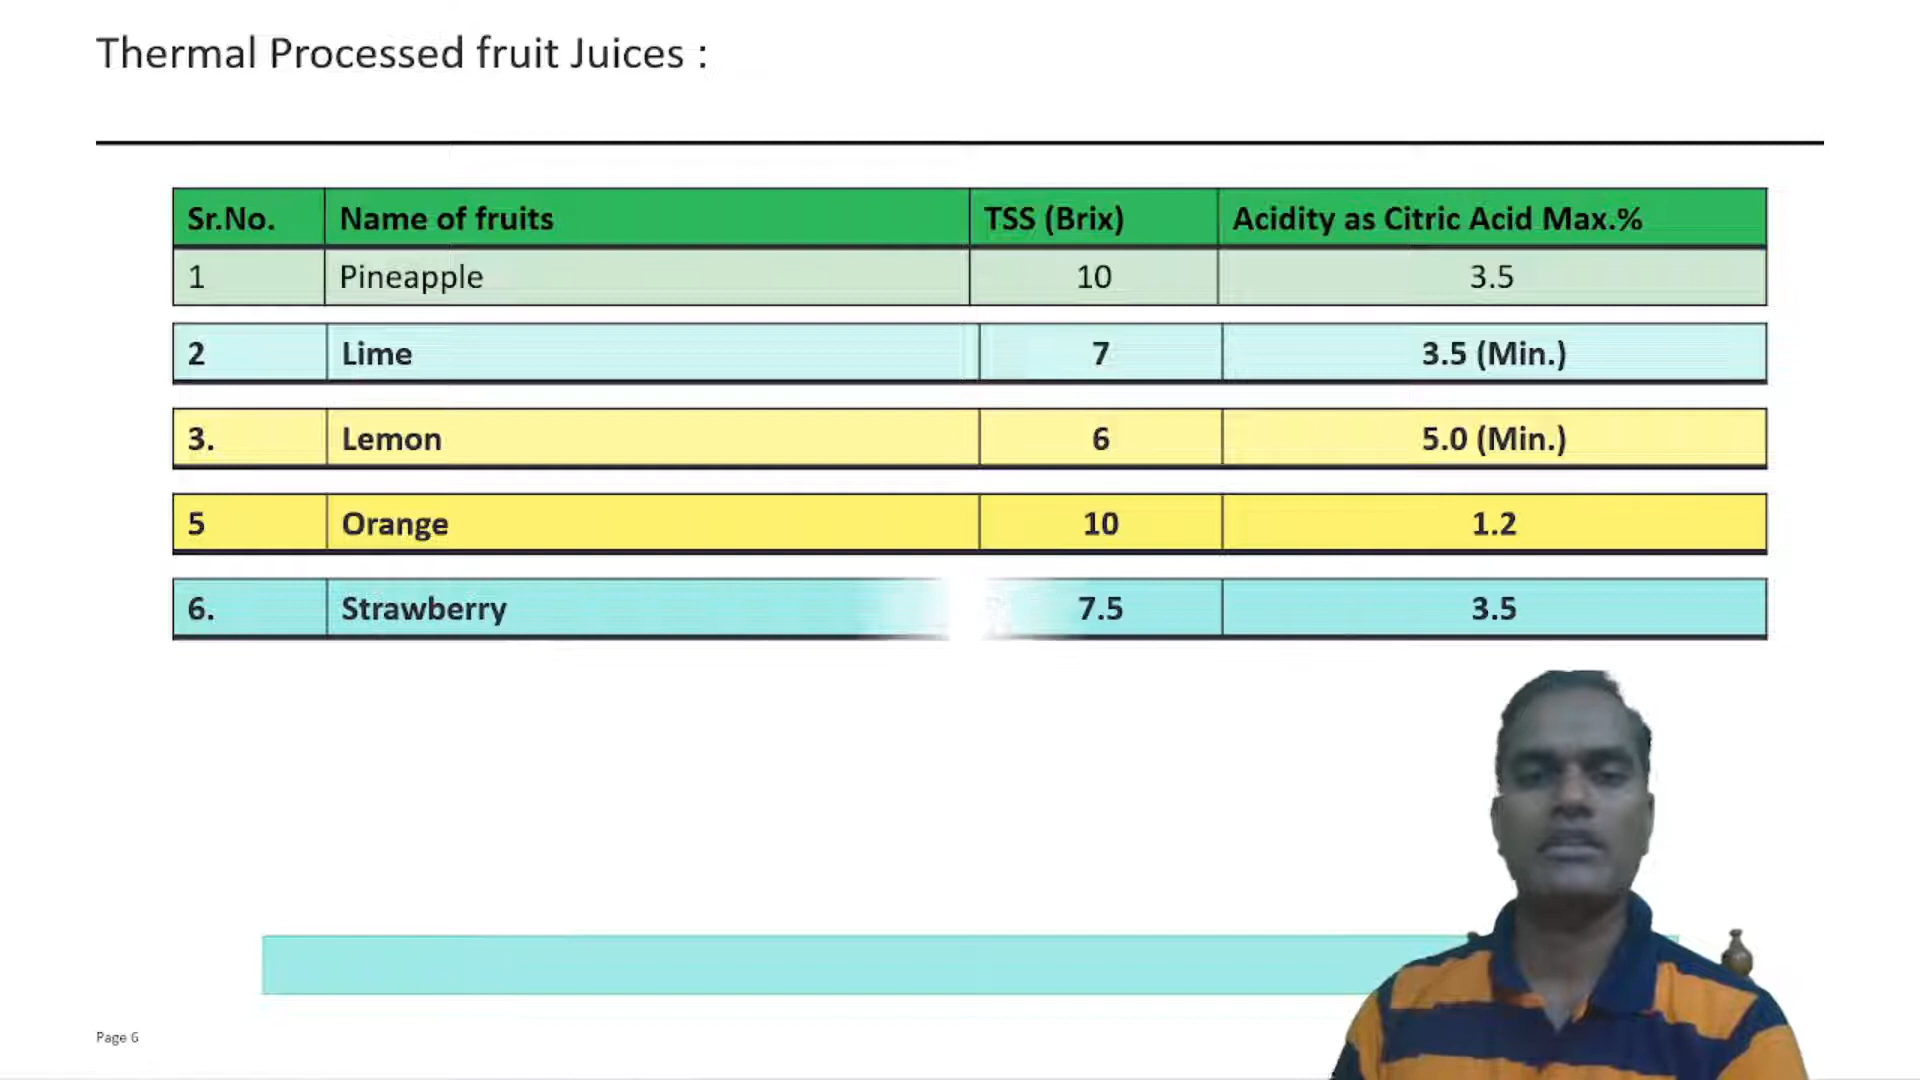 Thermal Processed fruit Juices :
Sr.No. Name of fruits TSS (Brix) Acidity as Citric Acid Max.%
1 Pineapple 10 3.5
2 Lime 7 3.5 (Min.)
3. Lemon 6 5.0 (Min.)
5 Orange 10 1.2
6. Strawberry 7.5 3.5
Page 6